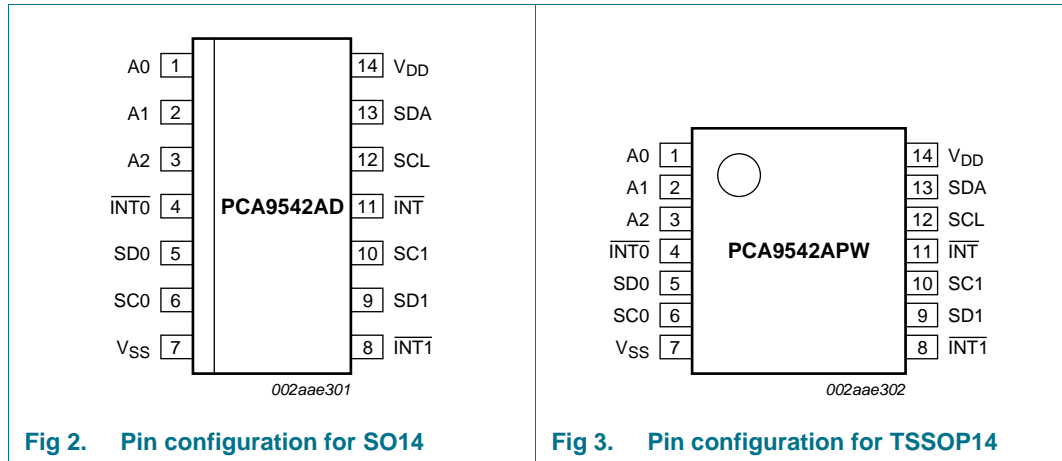 A0 1 14 VDD
A1 2 13 SDA
A2 3 12 SCL
INT0 4 PCA9542AD 11 INT
SD0 5 10 SC1
SC0 6 9 SD1
VSS 7 8 INT1
002aae301
Fig 2. Pin configuration for SO14
A0 1 14 VDD
A1 2 13 SDA
A2 3 12 SCL
INT0 4 PCA9542APW 11 INT
SD0 5 10 SC1
SC0 6 9 SD1
VSS 7 8 INT1
002aae302
Fig 3. Pin configuration for TSSOP14